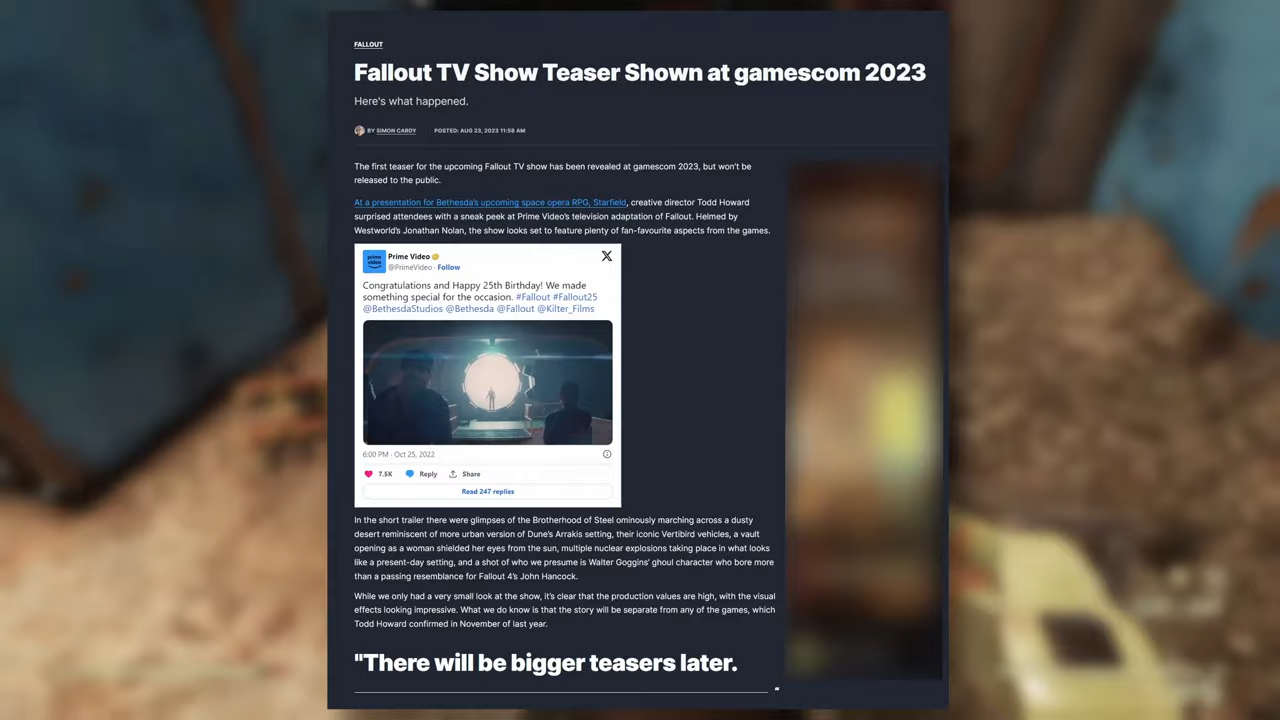 FALLOUT
Fallout TV Show Teaser Shown at gamescom 2023
Here's what happened.
BY SIMON CARDY POSTED: AUG 23, 2023 11:58 AM
The first teaser for the upcoming Fallout TV show has been revealed at gamescom 2023, but won't be
released to the public.
At a presentation for Bethesda's upcoming space opera RPG, Starfield, creative director Todd Howard
surprised attendees with a sneak peek at Prime Video's television adaptation of Fallout. Helmed by
Westworld's Jonathan Nolan, the show looks set to feature plenty of fan-favourite aspects from the games.
prime video
Prime Video
@PrimeVideo · Follow
Congratulations and Happy 25th Birthday! We made
something special for the occasion. #Fallout #Fallout25
@BethesdaStudios @Bethesda @Fallout @Kilter_Films
6:00 PM · Oct 25, 2022
7.5K Reply Share
Read 247 replies
In the short trailer there were glimpses of the Brotherhood of Steel ominously marching across a dusty
desert reminiscent of more urban version of Dune's Arrakis setting, their iconic Vertibird vehicles, a vault
opening as a woman shielded her eyes from the sun, multiple nuclear explosions taking place in what looks
like a present-day setting, and a shot of who we presume is Walter Goggins' ghoul character who bore more
than a passing resemblance for Fallout 4's John Hancock.
While we only had a very small look at the show, it's clear that the production values are high, with the visual
effects looking impressive. What we do know is that the story will be separate from any of the games, which
Todd Howard confirmed in November of last year.
"There will be bigger teasers later.
“